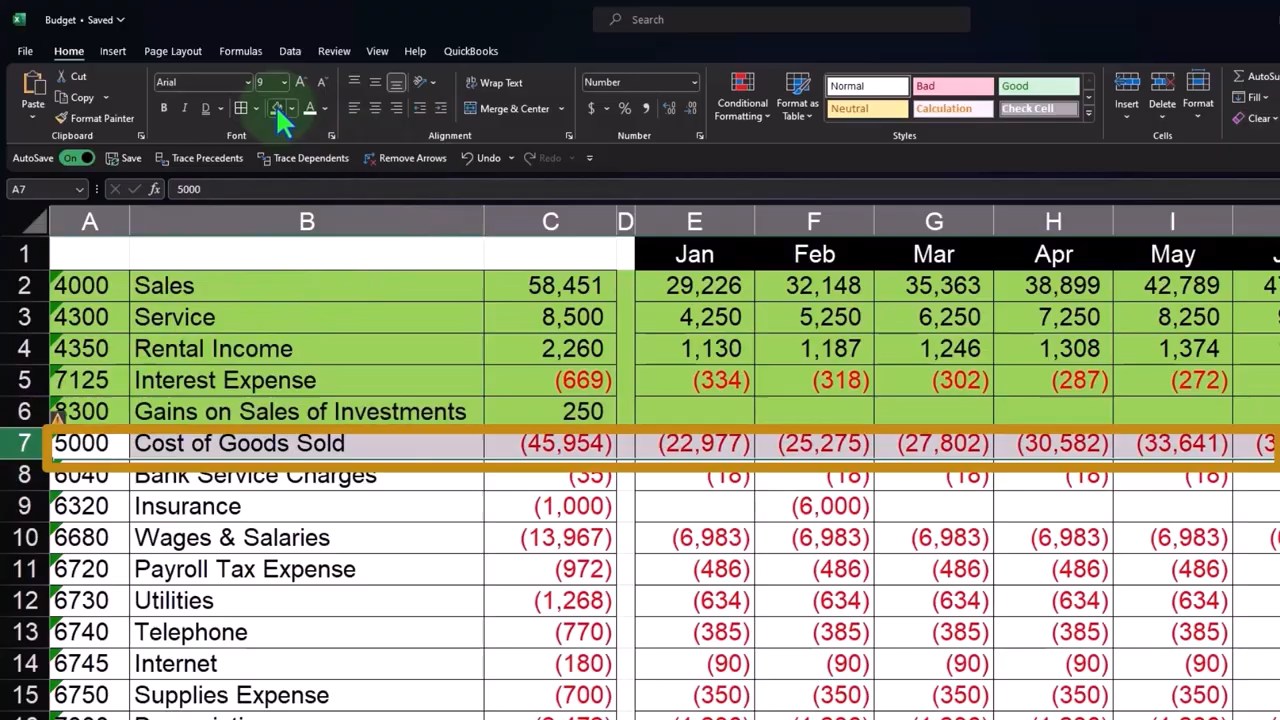 Budget • Saved
Search
File Home Insert Page Layout Formulas Data Review View Help QuickBooks
Paste
Cut
Copy
Format Painter
Clipboard
Arial 9 A A
B I D A
Font
Wrap Text
Merge & Center
Alignment
Number
$ % ,
Number
Conditional Formatting
Format as Table
Normal Bad Good
Neutral Calculation Check Cell
Styles
Insert Delete Format
Cells
AutoSu
Fill
Clear
AutoSave On Save Trace Precedents Trace Dependents Remove Arrows Undo Redo
A7 fx 5000
A B C D E F G H I
1 Jan Feb Mar Apr May
2 4000 Sales 58,451 29,226 32,148 35,363 38,899 42,789
3 4300 Service 8,500 4,250 5,250 6,250 7,250 8,250
4 4350 Rental Income 2,260 1,130 1,187 1,246 1,308 1,374
5 7125 Interest Expense (669) (334) (318) (302) (287) (272)
6 8300 Gains on Sales of Investments 250
7 5000 Cost of Goods Sold (45,954) (22,977) (25,275) (27,802) (30,582) (33,641)
8 6040 Bank Service Charges (35) (18) (18) (18) (18) (18)
9 6320 Insurance (1,000) (6,000)
10 6680 Wages & Salaries (13,967) (6,983) (6,983) (6,983) (6,983) (6,983)
11 6720 Payroll Tax Expense (972) (486) (486) (486) (486) (486)
12 6730 Utilities (1,268) (634) (634) (634) (634) (634)
13 6740 Telephone (770) (385) (385) (385) (385) (385)
14 6745 Internet (180) (90) (90) (90) (90) (90)
15 6750 Supplies Expense (700) (350) (350) (350) (350) (350)